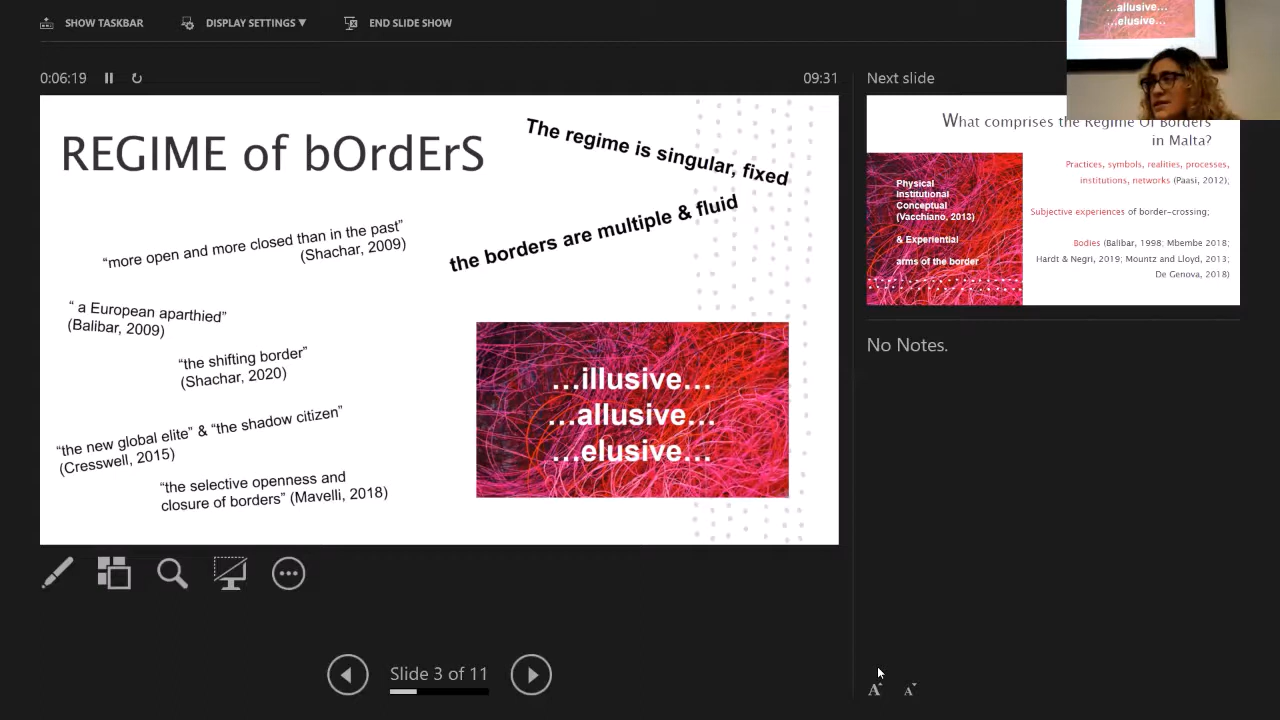 SHOW TASKBAR
DISPLAY SETTINGS ▼
END SLIDE SHOW
…allusive…
…elusive…
0:06:19
09:31
Next slide
REGIME of bOrdErS
The regime is singular, fixed
the borders are multiple & fluid
“more open and more closed than in the past”
(Shachar, 2009)
“ a European aparthied”
(Balibar, 2009)
“the shifting border”
(Shachar, 2020)
“the new global elite” & “the shadow citizen”
(Cresswell, 2015)
“the selective openness and
closure of borders” (Mavelli, 2018)
…illusive…
…allusive…
…elusive…
What comprises the Regime Of Borders
in Malta?
Physical
Institutional
Conceptual
(Vacchiano, 2013)
& Experiential
arms of the border
Practices, symbols, realities, processes,
institutions, networks (Paasi, 2012);
Subjective experiences of border-crossing;
Bodies (Balibar, 1998; Mbembe 2018;
Hardt & Negri, 2019; Mountz and Lloyd, 2013;
De Genova, 2018)
No Notes.
Slide 3 of 11
A A